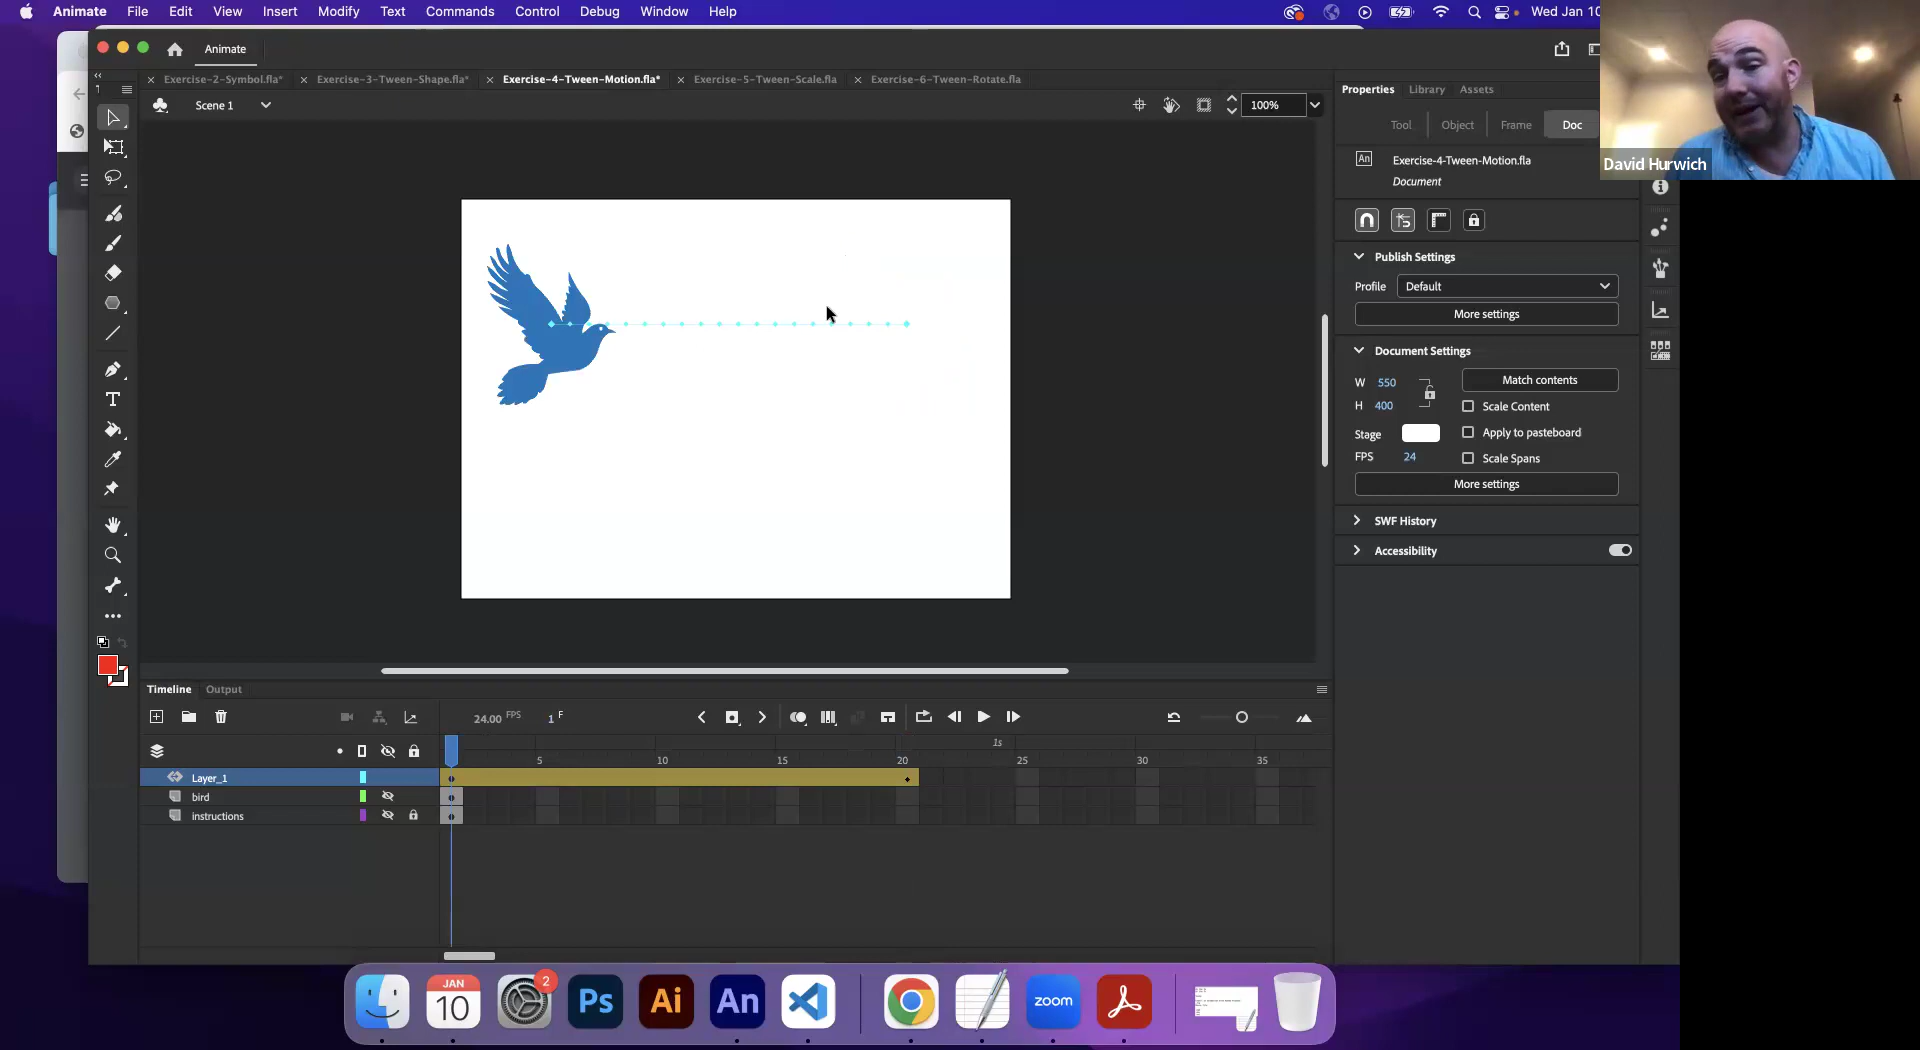 Animate File Edit View Insert Modify Commands Text Control Debug Window Help Wed Jan 10
Animate
Exercise-2-Symbol.fla* Exercise-3-Tween-Shape.fla* Exercise-4-Tween-Motion.fla* Exercise-5-Tween-Scale.fla Exercise-6-Tween-Rotate.fla
Scene 1 100%
Properties Library Assets
Tool Object Frame Doc
An Exercise-4-Tween-Motion.fla
Document
David Hurwich
Publish Settings
Profile Default
More settings
Document Settings
W 550 Match contents
H 400 Scale Content
Stage Apply to pasteboard
FPS 24 Scale Spans
More settings
SWF History
Accessibility
Timeline Output
24.00 FPS 1 F
1s
5 10 15 20 25 30 35
Layer_1
bird
instructions
JAN
10
2
Ps
Ai
An
zoom